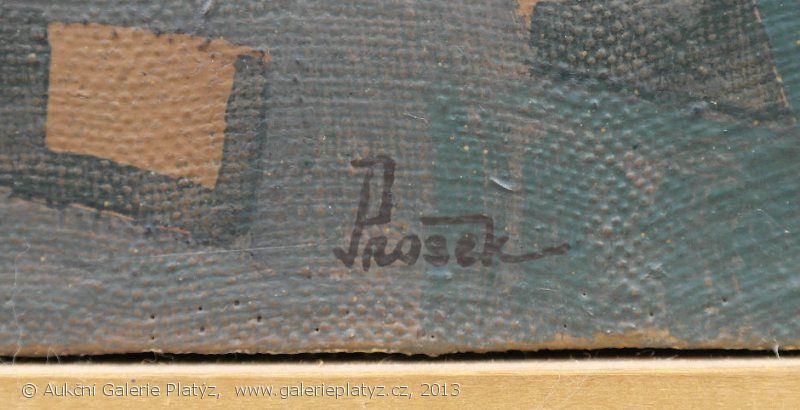 Prošek
© Aukční Galerie Platýz, www.galerieplatyz.cz, 2013